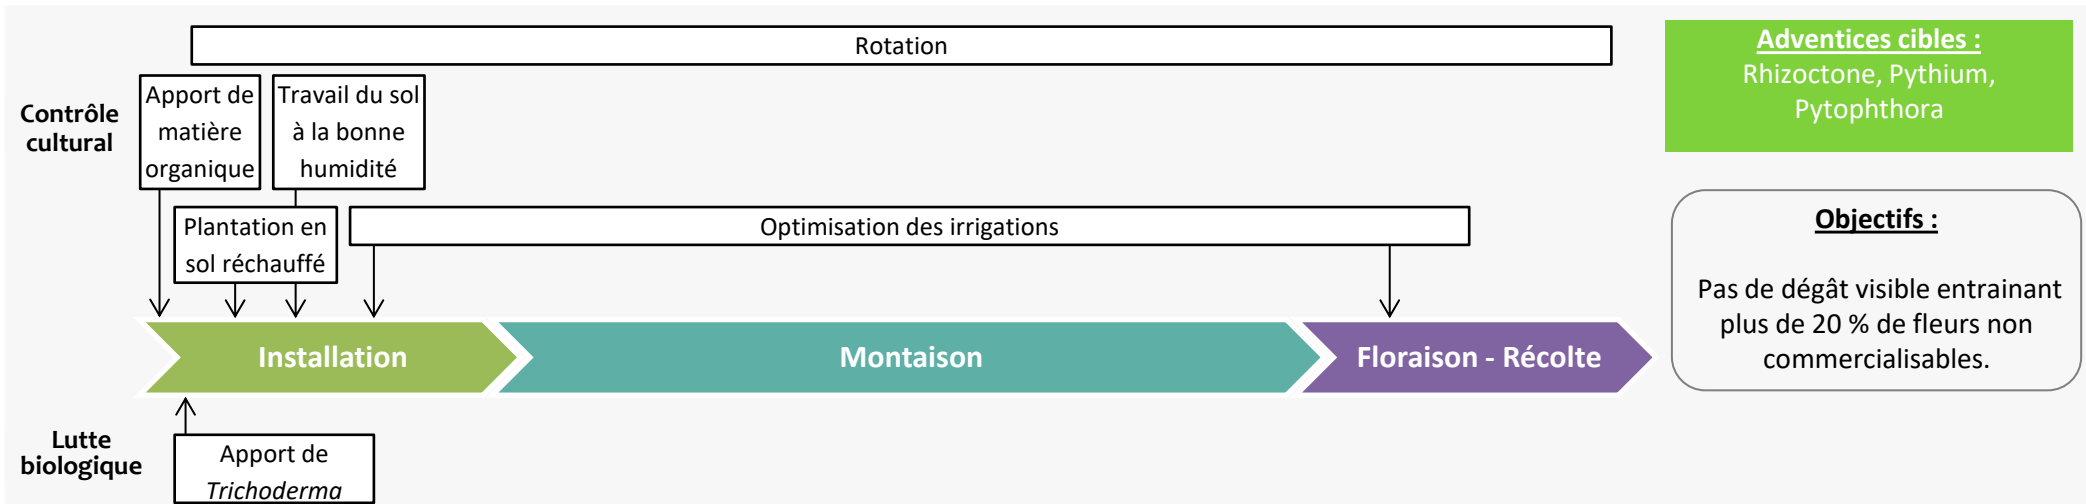 Rotation
Contrôle
cultural
Apport de
matière
organique
Travail du sol
à la bonne
humidité
Plantation en
sol réchauffé
Optimisation des irrigations
Installation
Montaison
Floraison - Récolte
Lutte
biologique
Apport de
Trichoderma
Adventices cibles :
Rhizoctone, Pythium,
Pytophthora
Objectifs :
Pas de dégât visible entrainant
plus de 20 % de fleurs non
commercialisables.